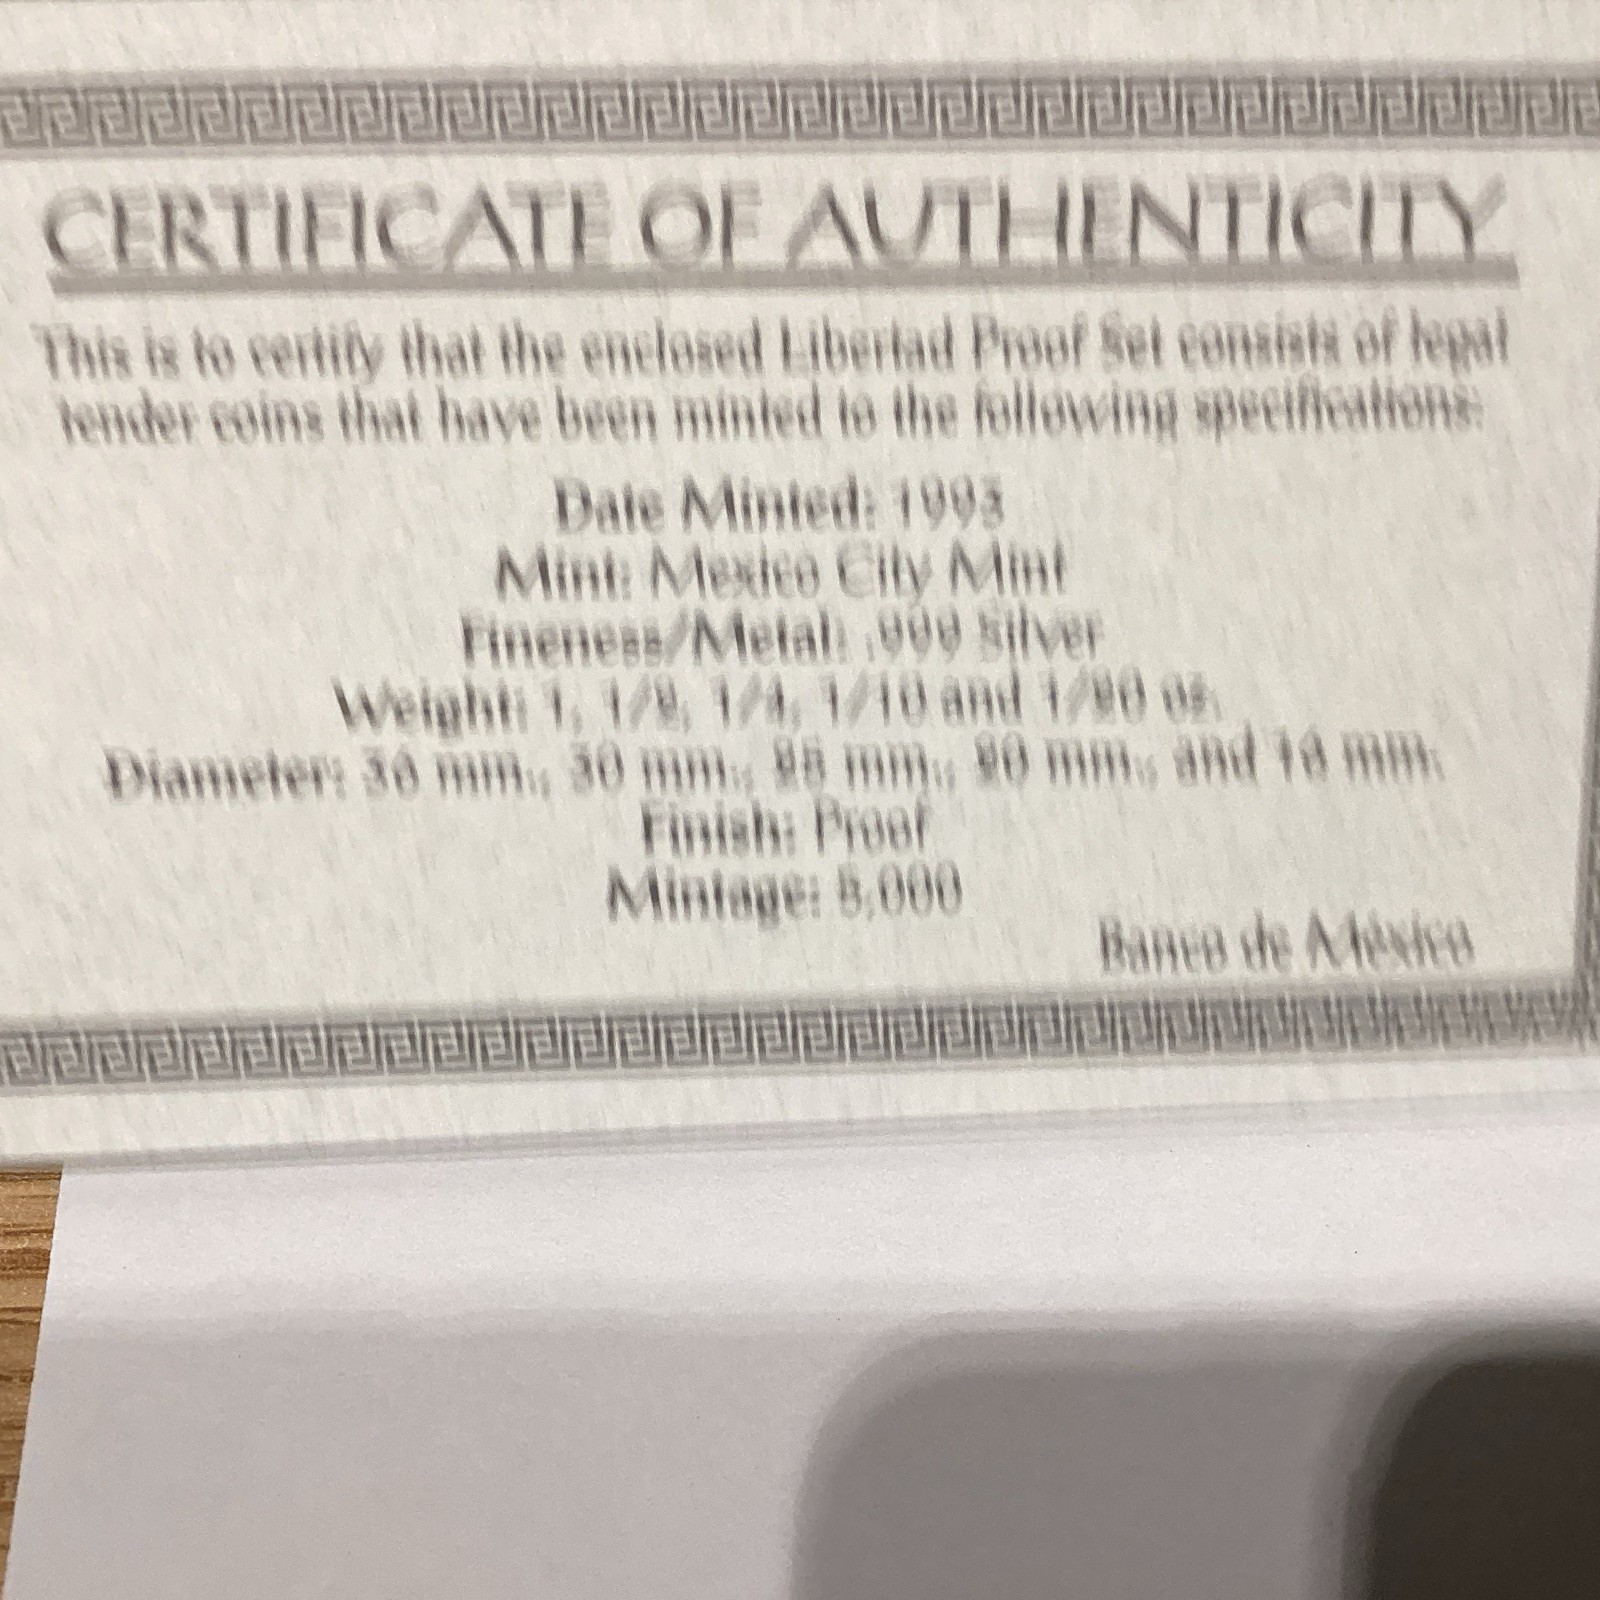 CERTIFICATE OF AUTHENTICITY
This is to certify that the enclosed Libertad Proof Set consists of legal
tender coins that have been minted to the following specifications:
Date Minted: 1993
Mint: Mexico City Mint
Fineness/Metal: .999 Silver
Weight: 1, 1/2, 1/4, 1/10 and 1/20 oz.
Diameter: 36 mm., 30 mm., 25 mm., 20 mm., and 16 mm.
Finish: Proof
Mintage:
Banco de México